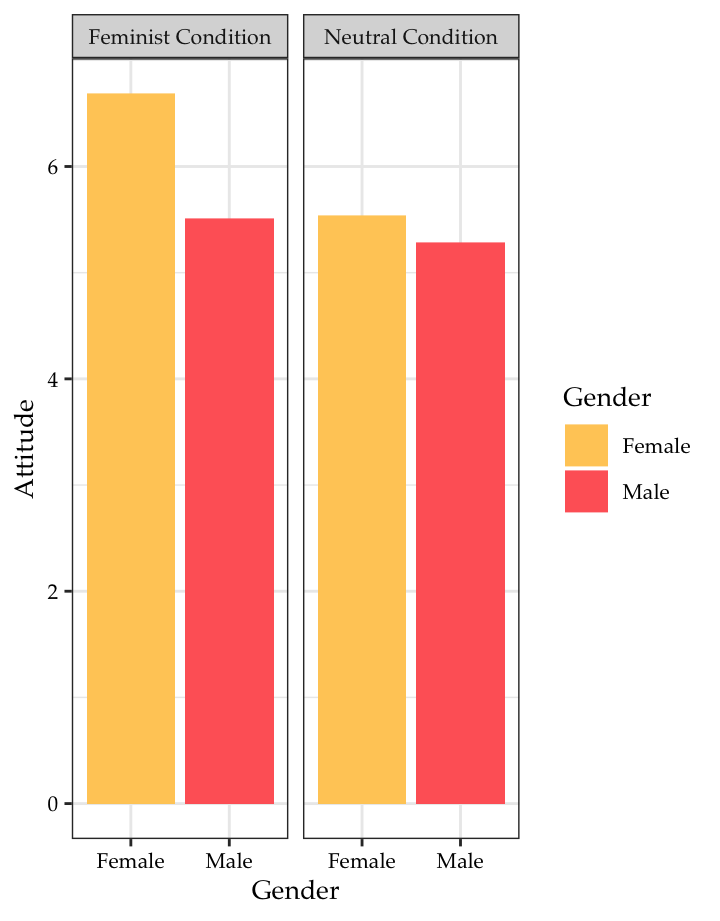 Feminist Condition
Neutral Condition
6
4
2
0
Attitude
Female
Male
Female
Male
Gender
Gender
Female
Male